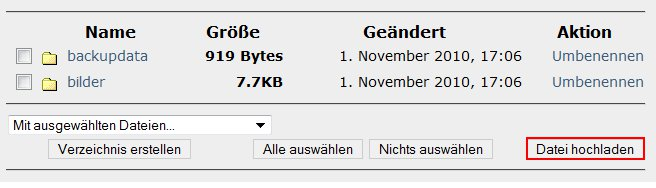 Name Größe Geändert Aktion
backupdata 919 Bytes 1. November 2010, 17:06 Umbenennen
bilder 7.7KB 1. November 2010, 17:06 Umbenennen
Mit ausgewählten Dateien...
Verzeichnis erstellen Alle auswählen Nichts auswählen Datei hochladen